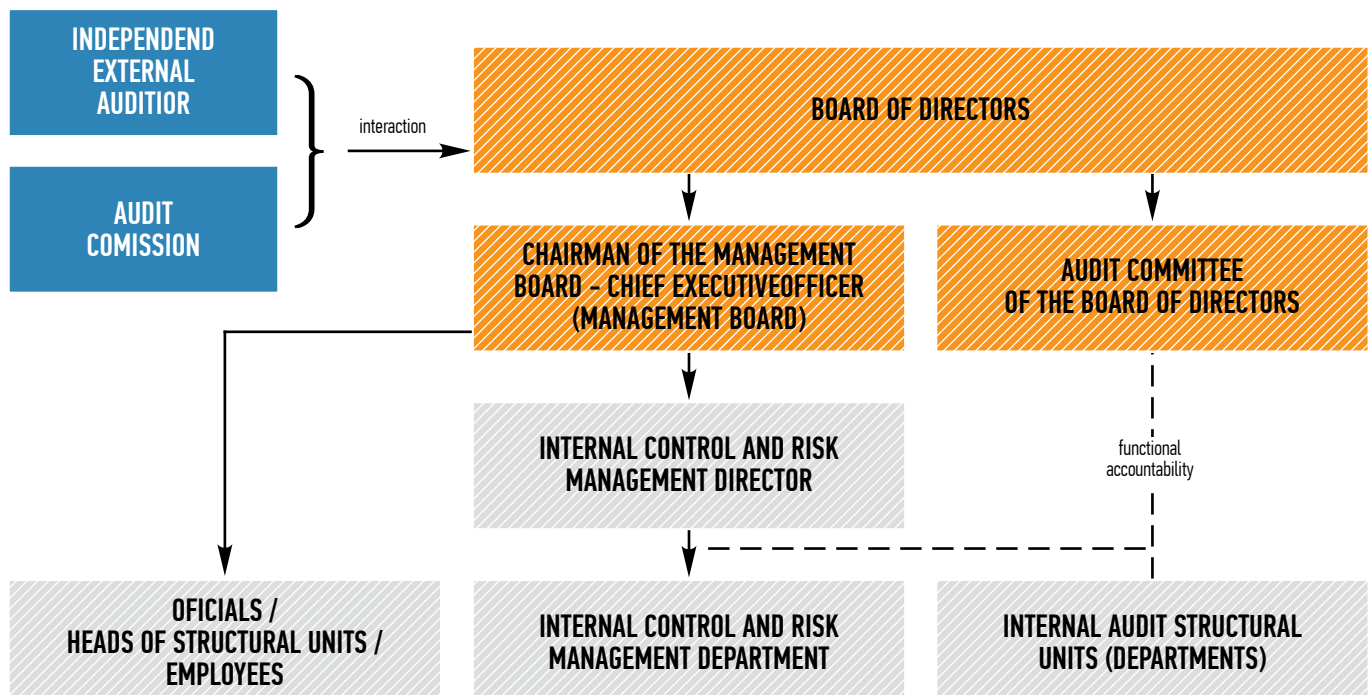 INDEPENDEND
EXTERNAL
AUDITIOR
AUDIT
COMISSION
interaction
BOARD OF DIRECTORS
CHAIRMAN OF THE MANAGEMENT
BOARD - CHIEF EXECUTIVEOFFICER
(MANAGEMENT BOARD)
AUDIT COMMITTEE
OF THE BOARD OF DIRECTORS
INTERNAL CONTROL AND RISK
MANAGEMENT DIRECTOR
functional
accountability
OFICIALS /
HEADS OF STRUCTURAL UNITS /
EMPLOYEES
INTERNAL CONTROL AND RISK
MANAGEMENT DEPARTMENT
INTERNAL AUDIT STRUCTURAL
UNITS (DEPARTMENTS)